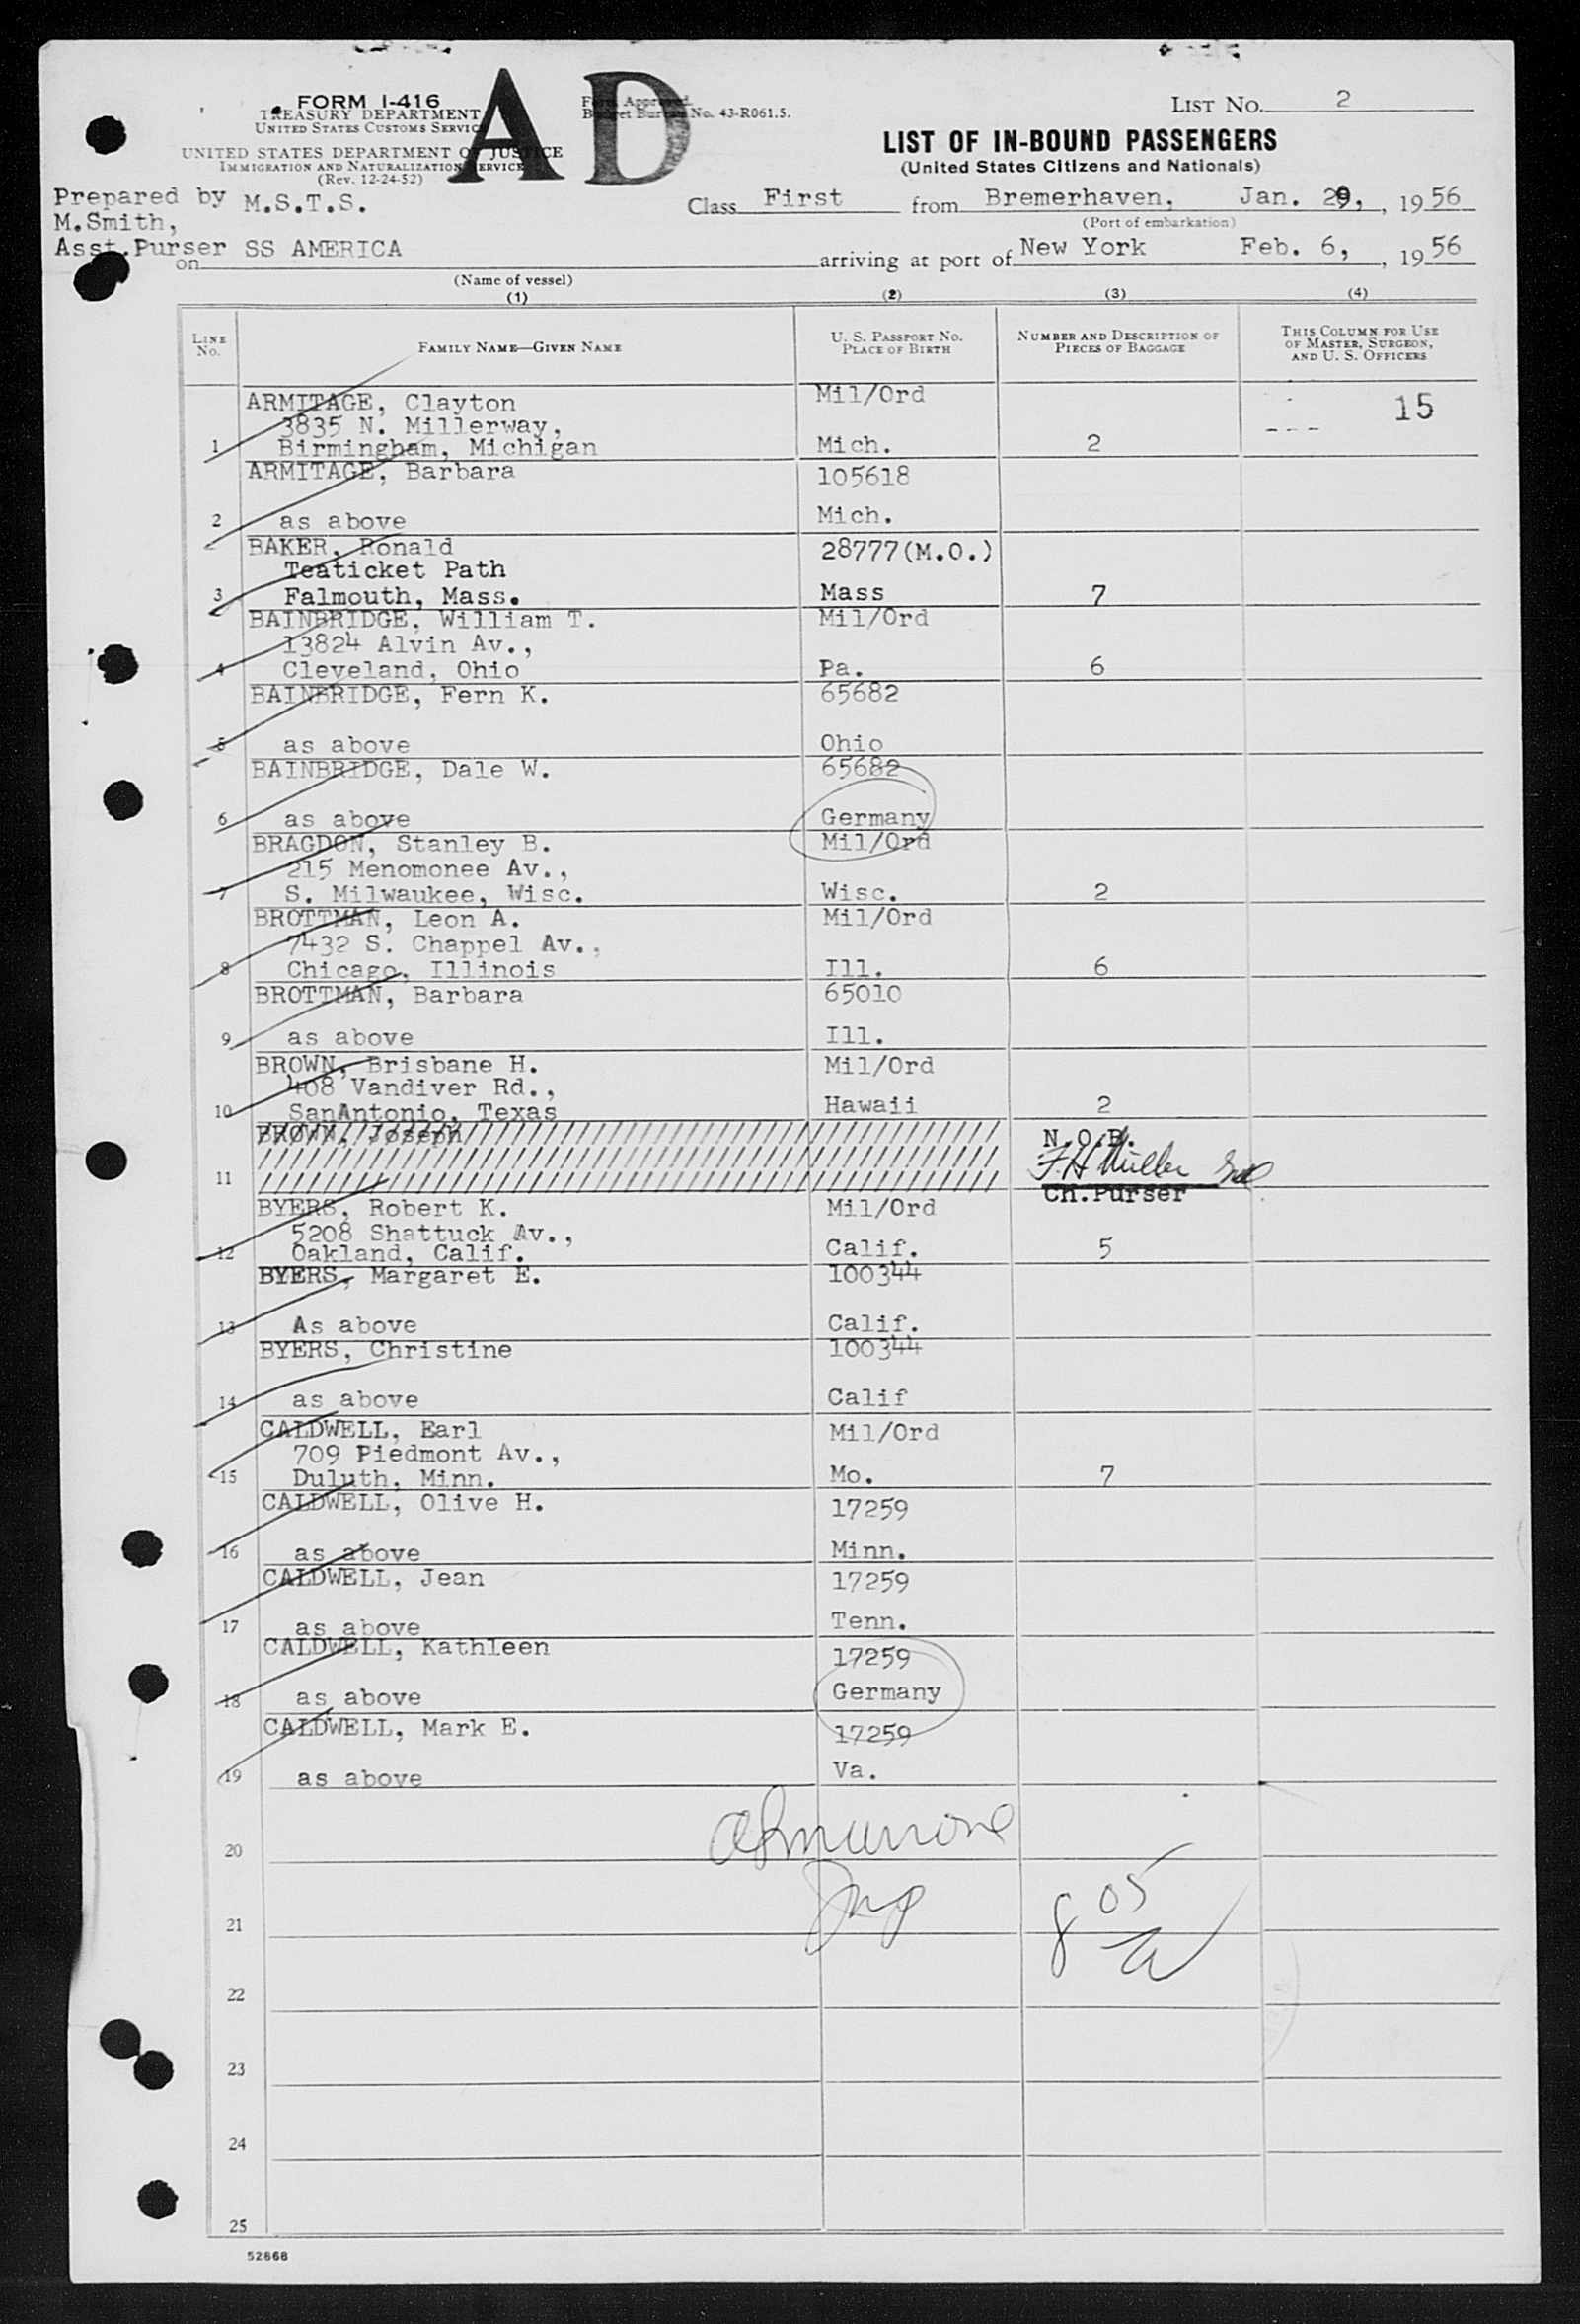 FORM I-416
TREASURY DEPARTMENT
UNITED STATES CUSTOMS SERVICE
UNITED STATES DEPARTMENT OF JUSTICE
IMMIGRATION AND NATURALIZATION SERVICE
(Rev. 12-24-52)
AD
Form Approved.
Budget Bureau No. 43-R061.5.
LIST NO. 2
LIST OF IN-BOUND PASSENGERS
(United States Citizens and Nationals)
Prepared by M.S.T.S.
M.Smith,
Asst.Purser SS AMERICA
Class First from Bremerhaven, Jan. 29, , 1956
(Port of embarkation)
on
arriving at port of New York Feb. 6, , 1956
(Name of vessel)
(1) (2) (3) (4)
LINE NO. FAMILY NAME—GIVEN NAME U. S. PASSPORT NO. PLACE OF BIRTH NUMBER AND DESCRIPTION OF PIECES OF BAGGAGE THIS COLUMN FOR USE OF MASTER, SURGEON, AND U. S. OFFICERS
ARMITAGE, Clayton Mil/Ord 15
3835 N. Millerway,
1 Birmingham, Michigan Mich. 2
ARMITAGE, Barbara 105618
2 as above Mich.
BAKER, Ronald 28777(M.O.)
Teaticket Path
3 Falmouth, Mass. Mass 7
BAINBRIDGE, William T. Mil/Ord
13824 Alvin Av.,
4 Cleveland, Ohio Pa. 6
BAINBRIDGE, Fern K. 65682
5 as above Ohio
BAINBRIDGE, Dale W. 65682
6 as above Germany
BRAGDON, Stanley B. Mil/Ord
215 Menomonee Av.,
7 S. Milwaukee, Wisc. Wisc. 2
BROTTMAN, Leon A. Mil/Ord
7432 S. Chappel Av.,
8 Chicago, Illinois Ill. 6
BROTTMAN, Barbara 65010
9 as above Ill.
BROWN, Brisbane H. Mil/Ord
408 Vandiver Rd.,
10 SanAntonio, Texas Hawaii 2
BROWN, Joseph N.O.B.
F.H Müller
11 Ch.Purser
BYERS, Robert K. Mil/Ord
5208 Shattuck Av.,
12 Oakland, Calif. Calif. 5
BYERS, Margaret E. 100344
13 As above Calif.
BYERS, Christine 100344
14 as above Calif
CALDWELL, Earl Mil/Ord
709 Piedmont Av.,
15 Duluth, Minn. Mo. 7
CALDWELL, Olive H. 17259
16 as above Minn.
CALDWELL, Jean 17259
17 as above Tenn.
CALDWELL, Kathleen 17259
18 as above Germany
CALDWELL, Mark E. 17259
19 as above Va.
20
21 8 05
22
23
24
25
52868